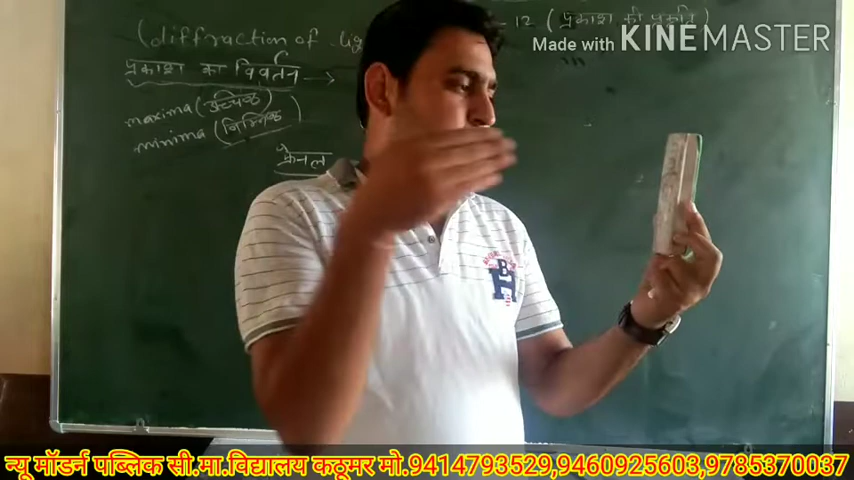 (diffraction of lig
-12 (प्रकाश की प्रकृति)
Made with KINEMASTER
प्रकाश का विवर्तन →
maxima (उच्चिष्ठ)
minima (निम्निष्ठ)
फ्रेनल
न्यू मॉडर्न पब्लिक सी.मा.विद्यालय कठूमर मो.9414793529,9460925603,9785370037